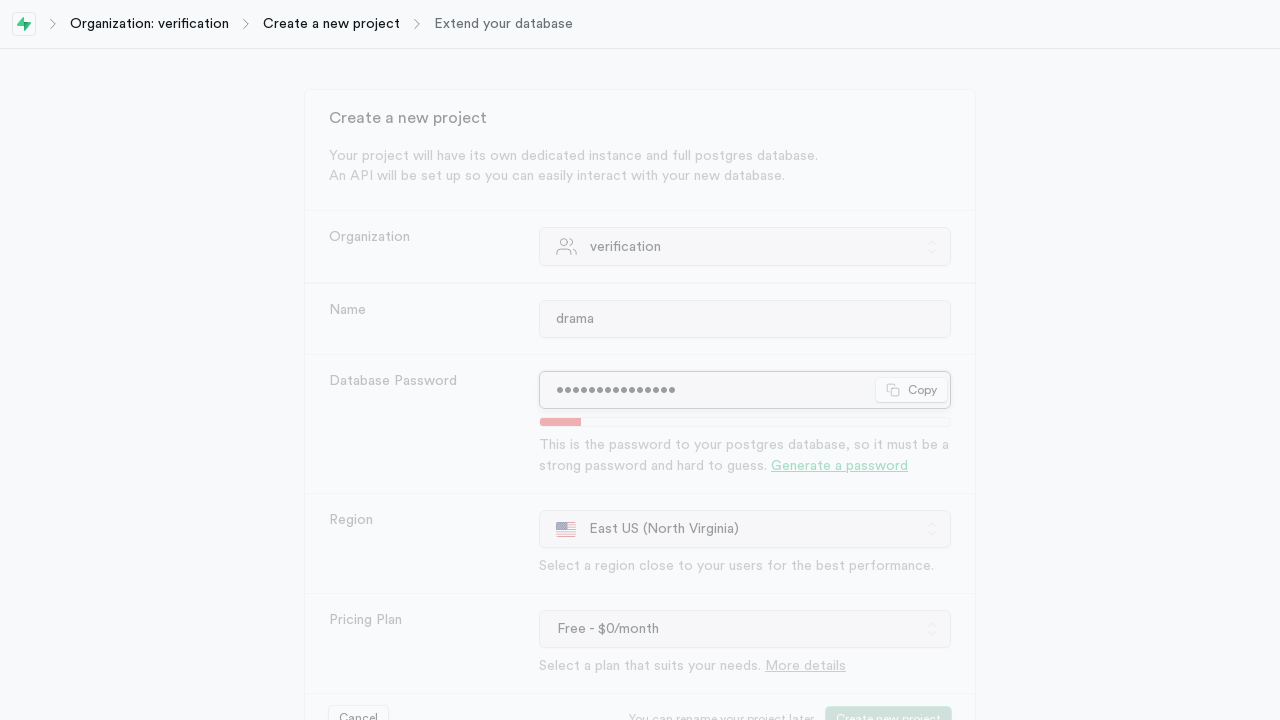 Organization: verification Create a new project Extend your database
Create a new project
Your project will have its own dedicated instance and full postgres database.
An API will be set up so you can easily interact with your new database.
Organization verification
Name drama
Database Password ••••••••••••••• Copy
This is the password to your postgres database, so it must be a
strong password and hard to guess. Generate a password
Region East US (North Virginia)
Select a region close to your users for the best performance.
Pricing Plan Free - $0/month
Select a plan that suits your needs. More details
Cancel You can rename your project later Create new project